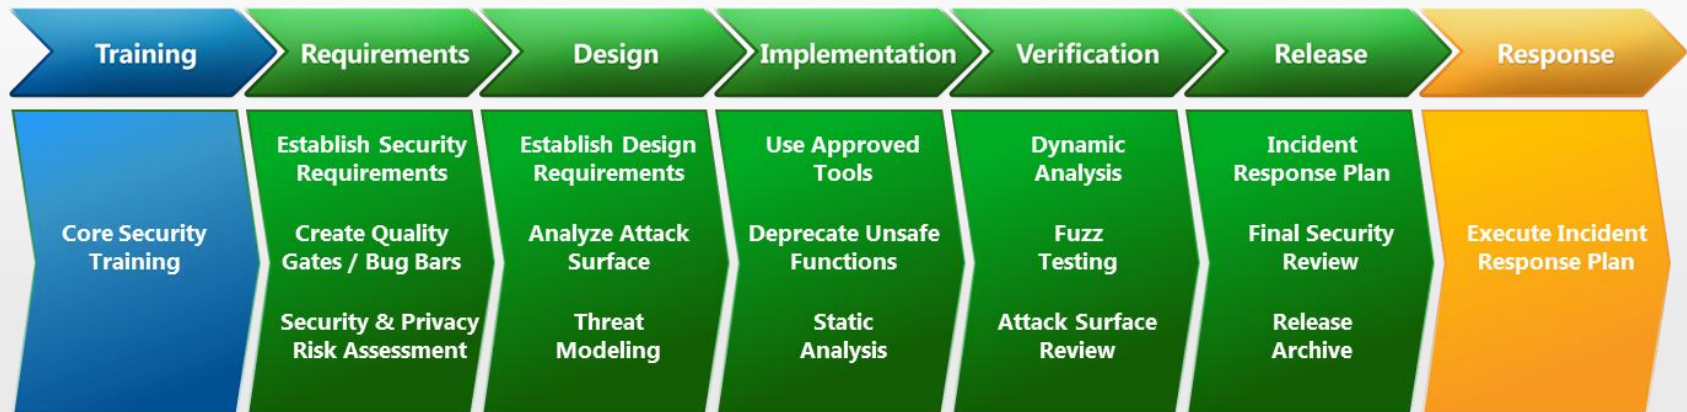 Training
Requirements
Design
Implementation
Verification
Release
Response
Core Security
Training
Establish Security
Requirements
Create Quality
Gates / Bug Bars
Security & Privacy
Risk Assessment
Establish Design
Requirements
Analyze Attack
Surface
Threat
Modeling
Use Approved
Tools
Deprecate Unsafe
Functions
Static
Analysis
Dynamic
Analysis
Fuzz
Testing
Attack Surface
Review
Incident
Response Plan
Final Security
Review
Release
Archive
Execute Incident
Response Plan